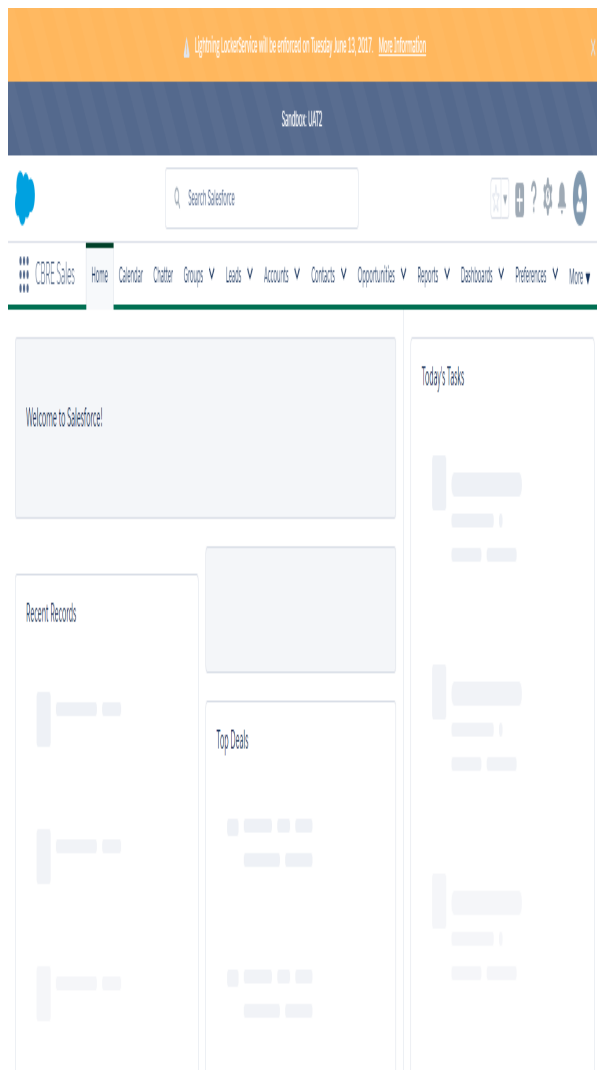 Lightning LockerService will be enforced on Tuesday June 13, 2017. More Information X
Sandbox: UAT2
Search Salesforce
CBRE Sales Home Calendar Chatter Groups Leads Accounts Contacts Opportunities Reports Dashboards Preferences More
Welcome to Salesforce!
Today's Tasks
Recent Records
Top Deals